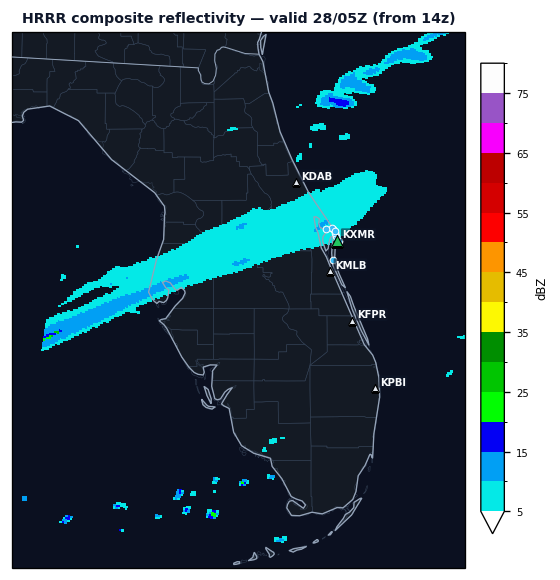 HRRR composite reflectivity — valid 28/05Z (from 14z)
KDAB
KXMR
KMLB
KFPR
KPBI
75
65
55
45
35
25
15
5
dBZ